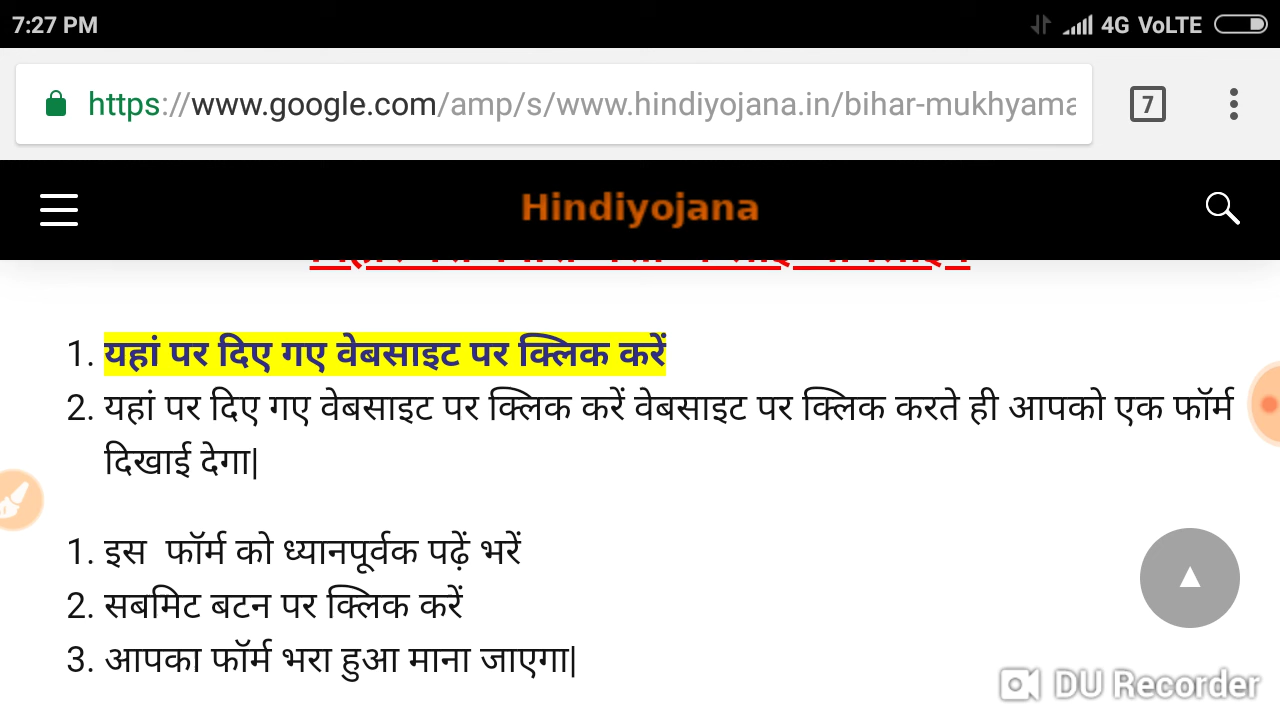 7:27 PM
4G VoLTE
https://www.google.com/amp/s/www.hindiyojana.in/bihar-mukhyama
7
Hindiyojana
1. यहां पर दिए गए वेबसाइट पर क्लिक करें
2. यहां पर दिए गए वेबसाइट पर क्लिक करें वेबसाइट पर क्लिक करते ही आपको एक फॉर्म
दिखाई देगा|
1. इस फॉर्म को ध्यानपूर्वक पढ़ें भरें
2. सबमिट बटन पर क्लिक करें
3. आपका फॉर्म भरा हुआ माना जाएगा|
DU Recorder